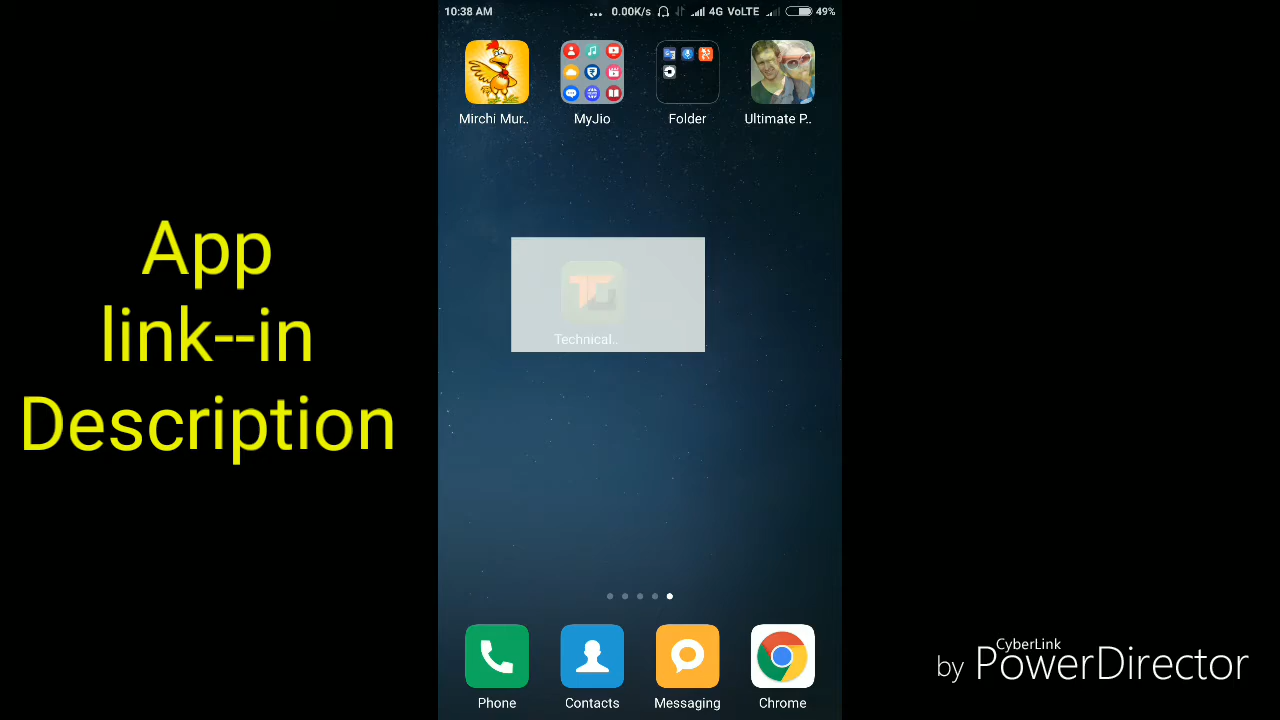 10:38 AM
... 0.00K/s 4G VoLTE 49%
Mirchi Mur..
MyJio
Folder
Ultimate P..
App
link--in
Description
TG
Technical..
Phone
Contacts
Messaging
Chrome
CyberLink
by PowerDirector